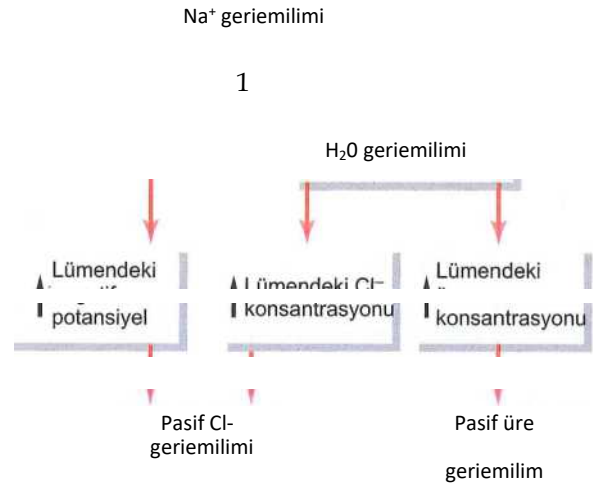 Na⁺ geriemilimi
1
H₂0 geriemilimi
Lümendeki
potansiyel
Lümendeki Cl⁻
konsantrasyonu
Lümendeki
konsantrasyonu
Pasif Cl-
geriemilimi
Pasif üre
geriemilim